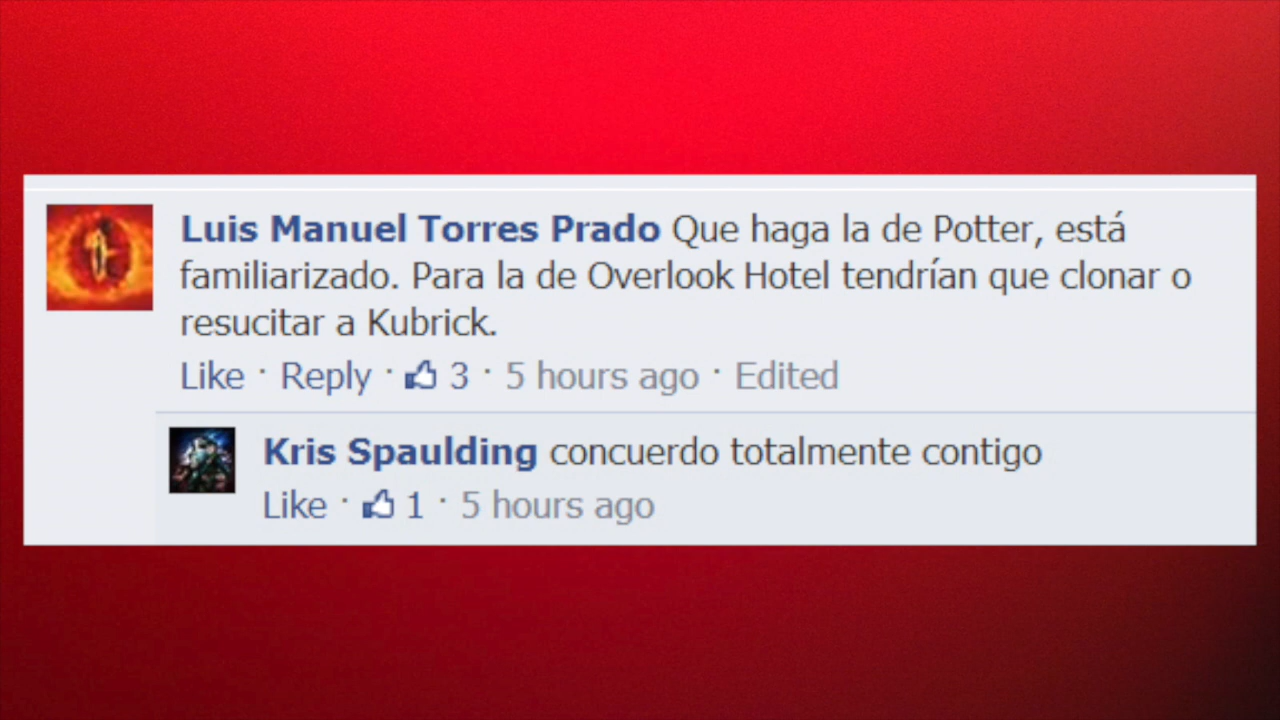 Luis Manuel Torres Prado Que haga la de Potter, está
familiarizado. Para la de Overlook Hotel tendrían que clonar o
resucitar a Kubrick.
Like · Reply · 3 · 5 hours ago · Edited
Kris Spaulding concuerdo totalmente contigo
Like · 1 · 5 hours ago